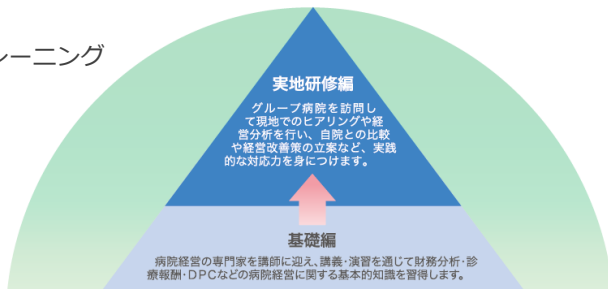 レーニング
実地研修編
グループ病院を訪問し
て現地でのヒアリングや経
営分析を行い、自院との比較
や経営改善策の立案など、実践
的な対応力を身につけます。
基礎編
病院経営の専門家を講師に迎え、講義・演習を通じて財務分析・診
療報酬・DPCなどの病院経営に関する基本的知識を習得します。